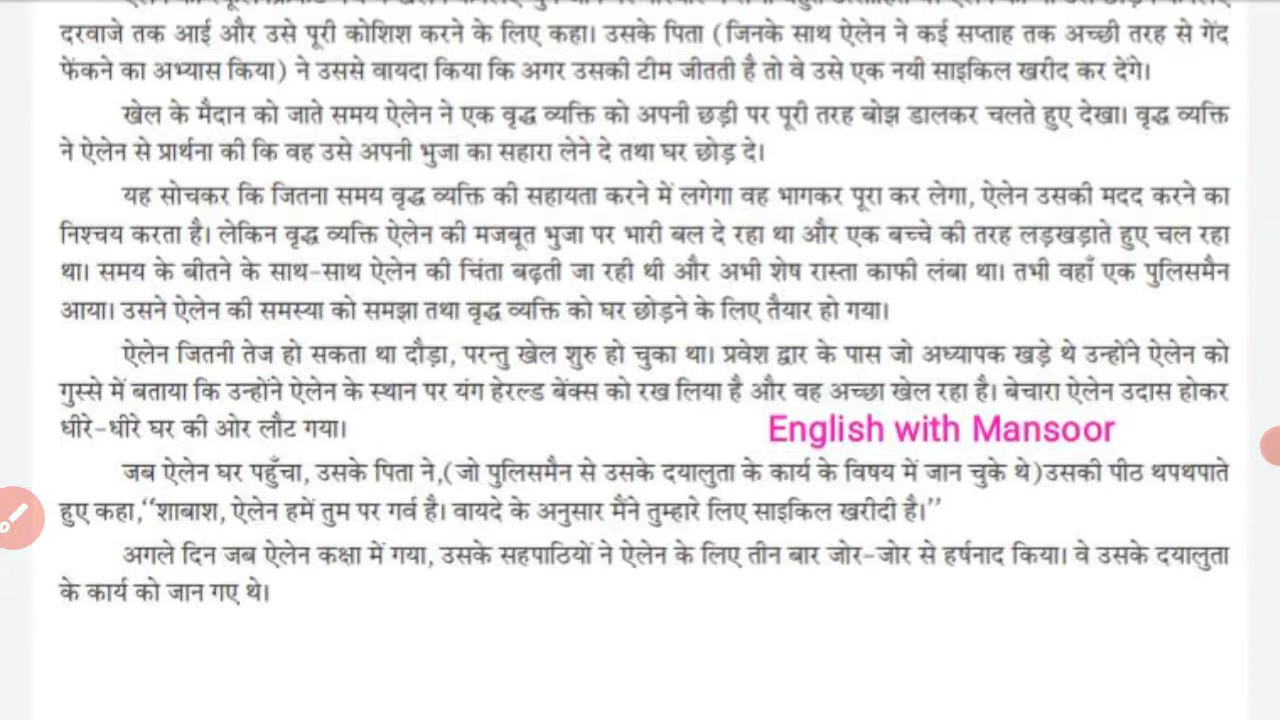 दरवाजे तक आई और उसे पूरी कोशिश करने के लिए कहा। उसके पिता (जिनके साथ ऐलेन ने कई सप्ताह तक अच्छी तरह से गेंद
फेंकने का अभ्यास किया) ने उससे वायदा किया कि अगर उसकी टीम जीतती है तो वे उसे एक नयी साइकिल खरीद कर देंगे।
खेल के मैदान को जाते समय ऐलेन ने एक वृद्ध व्यक्ति को अपनी छड़ी पर पूरी तरह बोझ डालकर चलते हुए देखा। वृद्ध व्यक्ति
ने ऐलेन से प्रार्थना की कि वह उसे अपनी भुजा का सहारा लेने दे तथा घर छोड़ दे।
यह सोचकर कि जितना समय वृद्ध व्यक्ति की सहायता करने में लगेगा वह भागकर पूरा कर लेगा, ऐलेन उसकी मदद करने का
निश्चय करता है। लेकिन वृद्ध व्यक्ति ऐलेन की मजबूत भुजा पर भारी बल दे रहा था और एक बच्चे की तरह लड़खड़ाते हुए चल रहा
था। समय के बीतने के साथ-साथ ऐलेन की चिंता बढ़ती जा रही थी और अभी शेष रास्ता काफी लंबा था। तभी वहाँ एक पुलिसमैन
आया। उसने ऐलेन की समस्या को समझा तथा वृद्ध व्यक्ति को घर छोड़ने के लिए तैयार हो गया।
ऐलेन जितनी तेज हो सकता था दौड़ा, परन्तु खेल शुरु हो चुका था। प्रवेश द्वार के पास जो अध्यापक खड़े थे उन्होंने ऐलेन को
गुस्से में बताया कि उन्होंने ऐलेन के स्थान पर यंग हेरल्ड बेंक्स को रख लिया है और वह अच्छा खेल रहा है। बेचारा ऐलेन उदास होकर
धीरे-धीरे घर की ओर लौट गया।
English with Mansoor
जब ऐलेन घर पहुँचा, उसके पिता ने,(जो पुलिसमैन से उसके दयालुता के कार्य के विषय में जान चुके थे)उसकी पीठ थपथपाते
हुए कहा,“शाबाश, ऐलेन हमें तुम पर गर्व है। वायदे के अनुसार मैंने तुम्हारे लिए साइकिल खरीदी है।”
अगले दिन जब ऐलेन कक्षा में गया, उसके सहपाठियों ने ऐलेन के लिए तीन बार जोर-जोर से हर्षनाद किया। वे उसके दयालुता
के कार्य को जान गए थे।